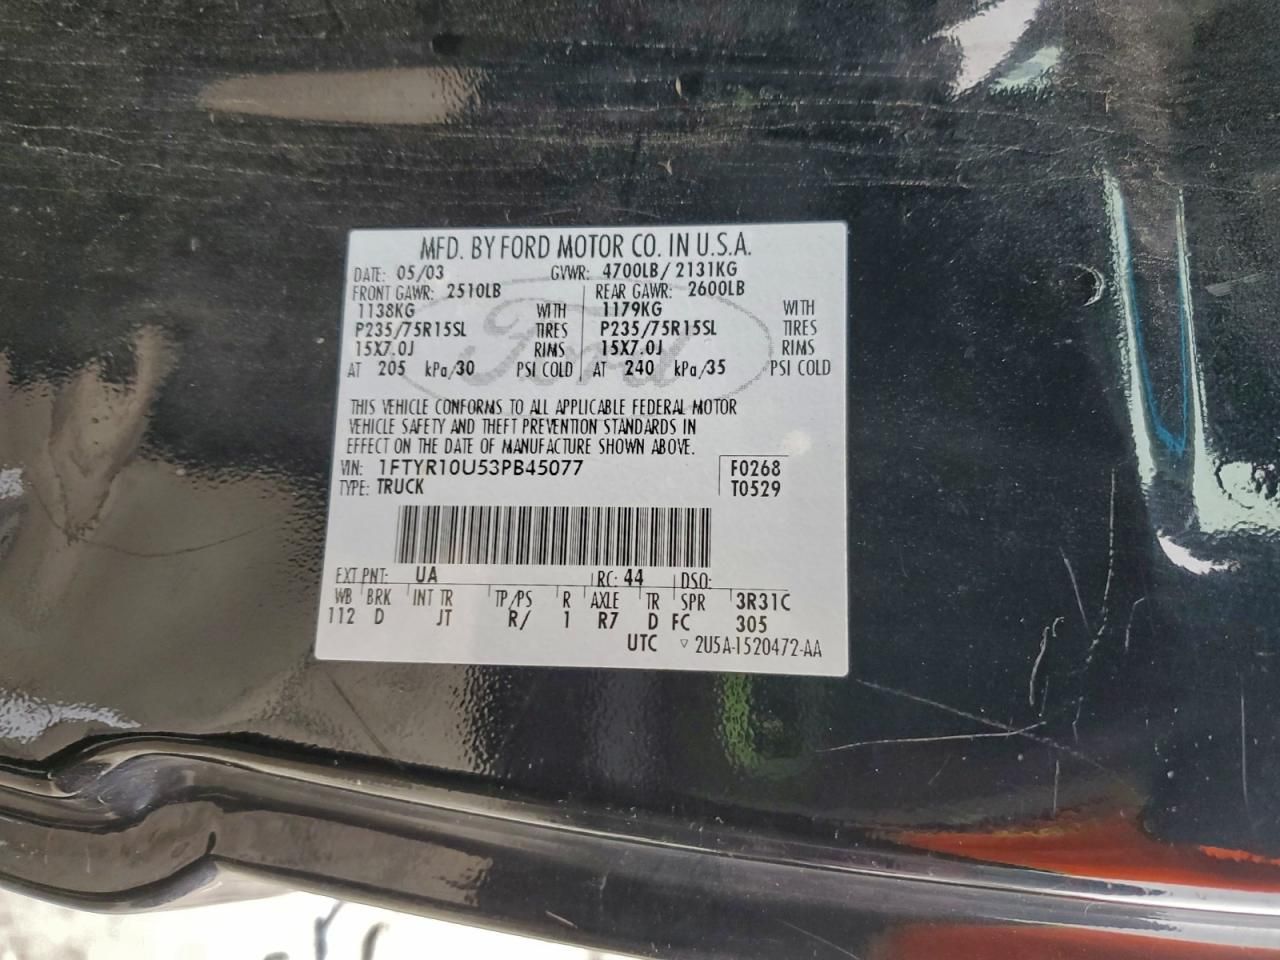 MFD. BY FORD MOTOR CO. IN U.S.A.
DATE: 05/03 GVWR: 4700LB/2131KG
FRONT GAWR: 2510LB REAR GAWR: 2600LB
1138KG WITH 1179KG WITH
P235/75R15SL TIRES P235/75R15SL TIRES
15X7.0J RIMS 15X7.0J RIMS
AT 205 kPa/30 PSI COLD AT 240 kPa/35 PSI COLD
Ford
THIS VEHICLE CONFORMS TO ALL APPLICABLE FEDERAL MOTOR
VEHICLE SAFETY AND THEFT PREVENTION STANDARDS IN
EFFECT ON THE DATE OF MANUFACTURE SHOWN ABOVE.
VIN: 1FTYR10U53PB45077 F0268
TYPE: TRUCK T0529
EXT PNT: UA RC: 44 DSO:
WB BRK INT TR TP/PS R AXLE TR SPR 3R31C
112 D JT R/ 1 R7 D FC 305
UTC ▽ 2U5A-1520472-AA